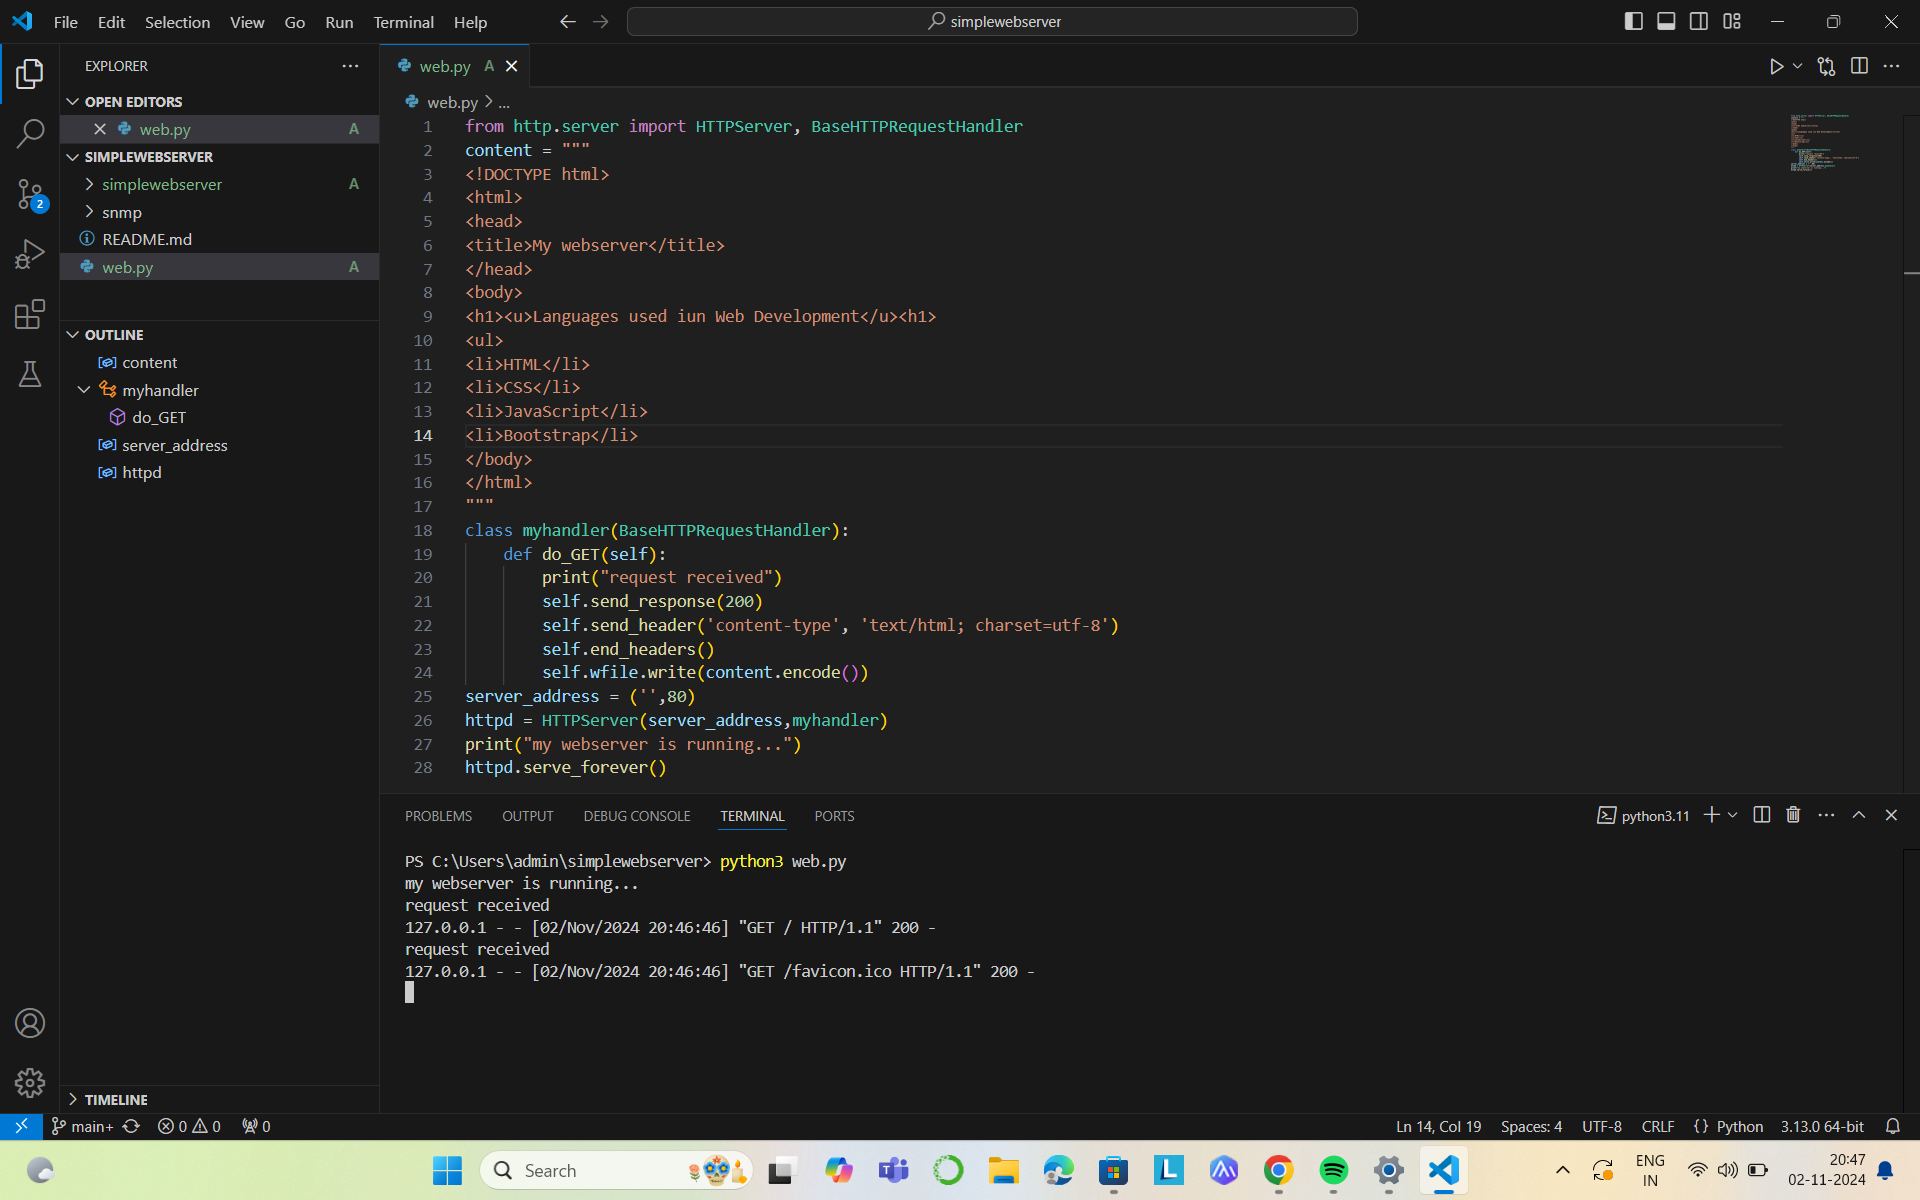 File Edit Selection View Go Run Terminal Help
simplewebserver
EXPLORER
OPEN EDITORS
web.py A
SIMPLEWEBSERVER
simplewebserver A
snmp
README.md
web.py A
OUTLINE
content
myhandler
do_GET
server_address
httpd
TIMELINE
2
web.py A
web.py > ...
1 from http.server import HTTPServer, BaseHTTPRequestHandler
2 content = """
3 <!DOCTYPE html>
4 <html>
5 <head>
6 <title>My webserver</title>
7 </head>
8 <body>
9 <h1><u>Languages used iun Web Development</u><h1>
10 <ul>
11 <li>HTML</li>
12 <li>CSS</li>
13 <li>JavaScript</li>
14 <li>Bootstrap</li>
15 </body>
16 </html>
17 """
18 class myhandler(BaseHTTPRequestHandler):
19 def do_GET(self):
20 print("request received")
21 self.send_response(200)
22 self.send_header('content-type', 'text/html; charset=utf-8')
23 self.end_headers()
24 self.wfile.write(content.encode())
25 server_address = ('',80)
26 httpd = HTTPServer(server_address,myhandler)
27 print("my webserver is running...")
28 httpd.serve_forever()
PROBLEMS OUTPUT DEBUG CONSOLE TERMINAL PORTS
python3.11
PS C:\Users\admin\simplewebserver> python3 web.py
my webserver is running...
request received
127.0.0.1 - - [02/Nov/2024 20:46:46] "GET / HTTP/1.1" 200 -
request received
127.0.0.1 - - [02/Nov/2024 20:46:46] "GET /favicon.ico HTTP/1.1" 200 -
main+ 0 0 0
Ln 14, Col 19 Spaces: 4 UTF-8 CRLF {} Python 3.13.0 64-bit
Search
ENG
IN
20:47
02-11-2024